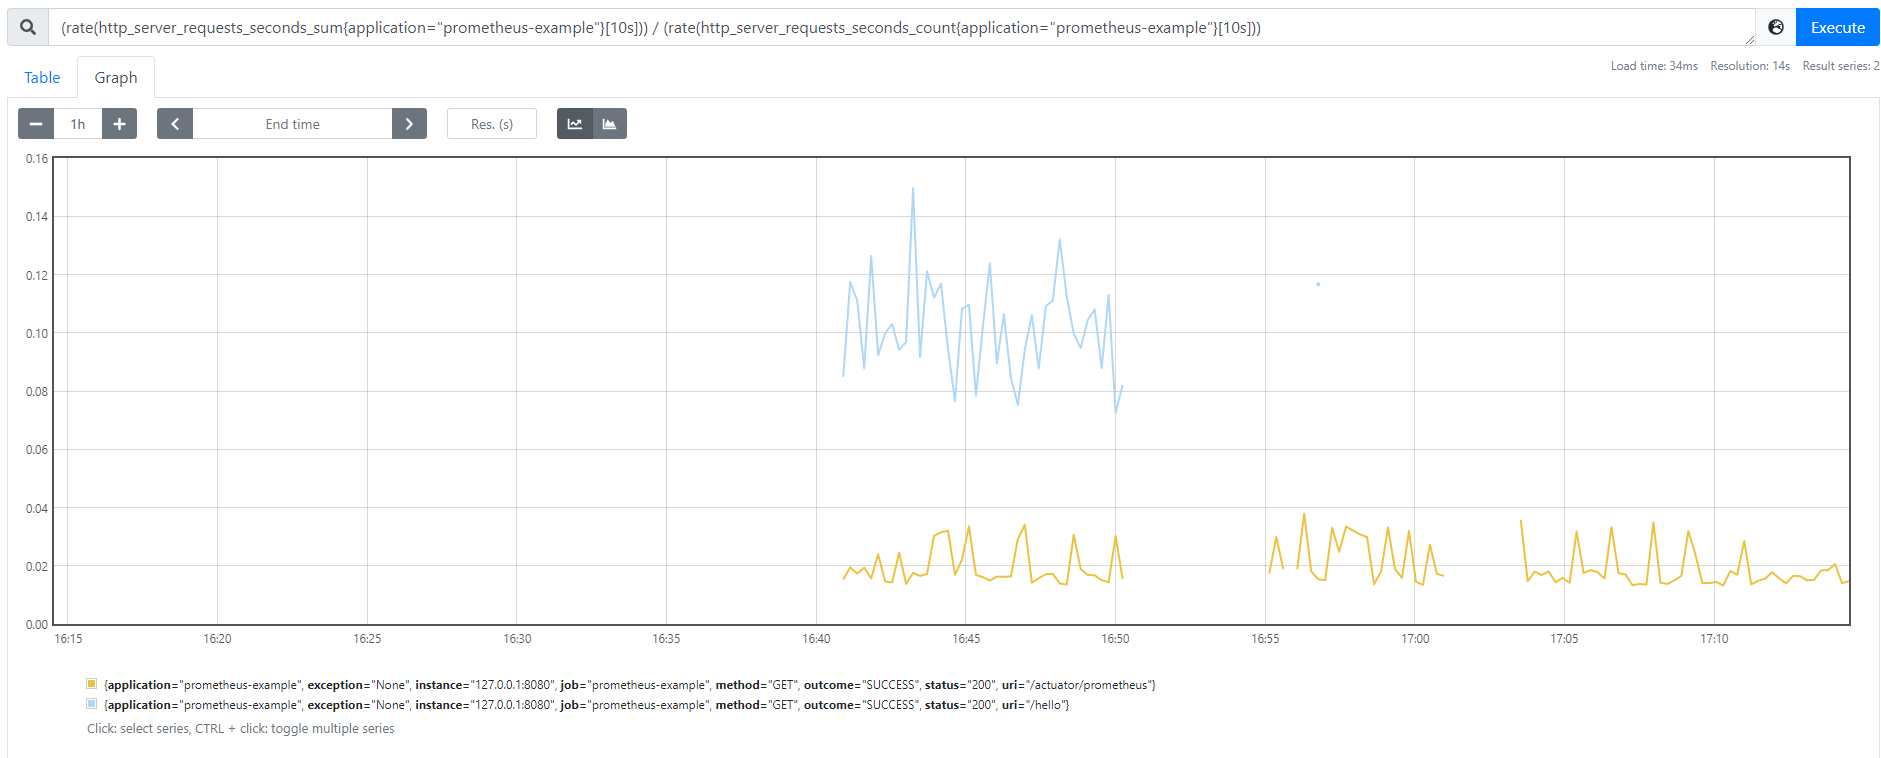 (rate(http_server_requests_seconds_sum{application="prometheus-example"}[10s])) / (rate(http_server_requests_seconds_count{application="prometheus-example"}[10s]))
Execute
Table
Graph
Load time: 34ms Resolution: 14s Result series: 2
1h
End time
Res. (s)
0.16
0.14
0.12
0.10
0.08
0.06
0.04
0.02
0.00
16:15 16:20 16:25 16:30 16:35 16:40 16:45 16:50 16:55 17:00 17:05 17:10
{application="prometheus-example", exception="None", instance="127.0.0.1:8080", job="prometheus-example", method="GET", outcome="SUCCESS", status="200", uri="/actuator/prometheus"}
{application="prometheus-example", exception="None", instance="127.0.0.1:8080", job="prometheus-example", method="GET", outcome="SUCCESS", status="200", uri="/hello"}
Click: select series, CTRL + click: toggle multiple series